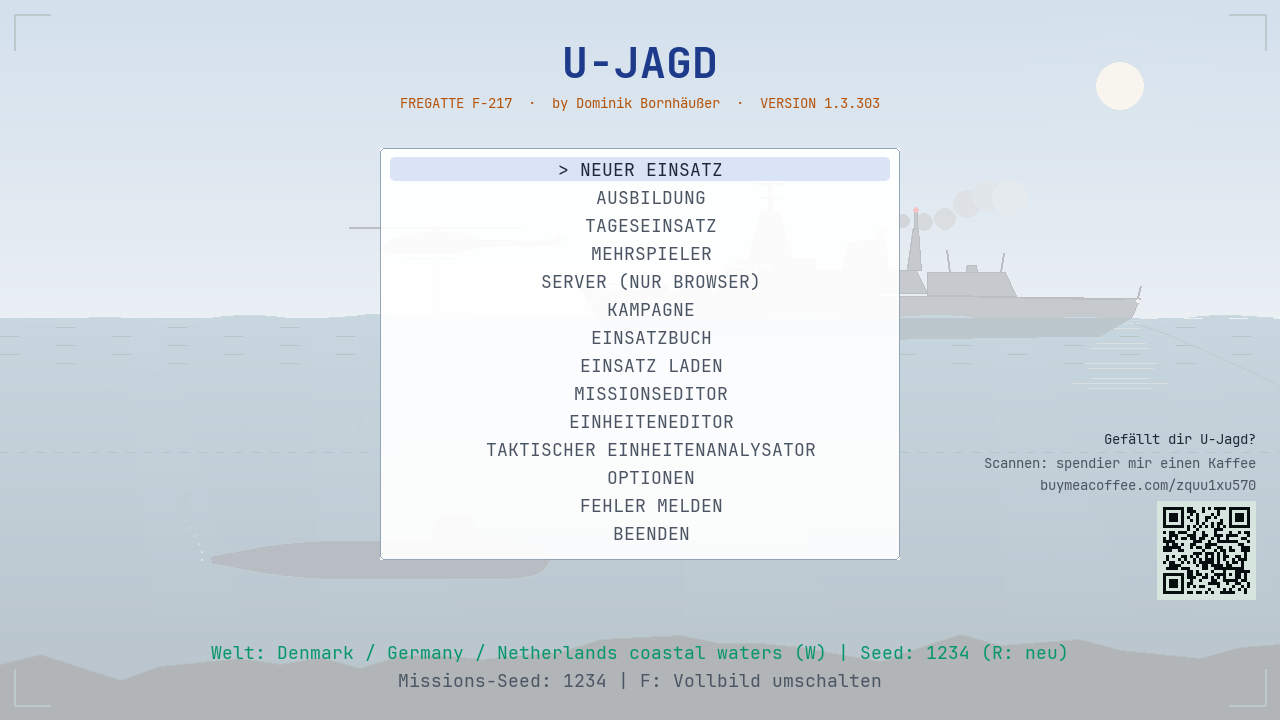 U-JAGD
FREGATTE F-217 · by Dominik Bornhäußer · VERSION 1.3.303
> NEUER EINSATZ
AUSBILDUNG
TAGESEINSATZ
MEHRSPIELER
SERVER (NUR BROWSER)
KAMPAGNE
EINSATZBUCH
EINSATZ LADEN
MISSIONSEDITOR
EINHEITENEDITOR
TAKTISCHER EINHEITENANALYSATOR
OPTIONEN
FEHLER MELDEN
BEENDEN
Gefällt dir U-Jagd?
Scannen: spendier mir einen Kaffee
buymeacoffee.com/zquu1xu570
Welt: Denmark / Germany / Netherlands coastal waters (W) | Seed: 1234 (R: neu)
Missions-Seed: 1234 | F: Vollbild umschalten